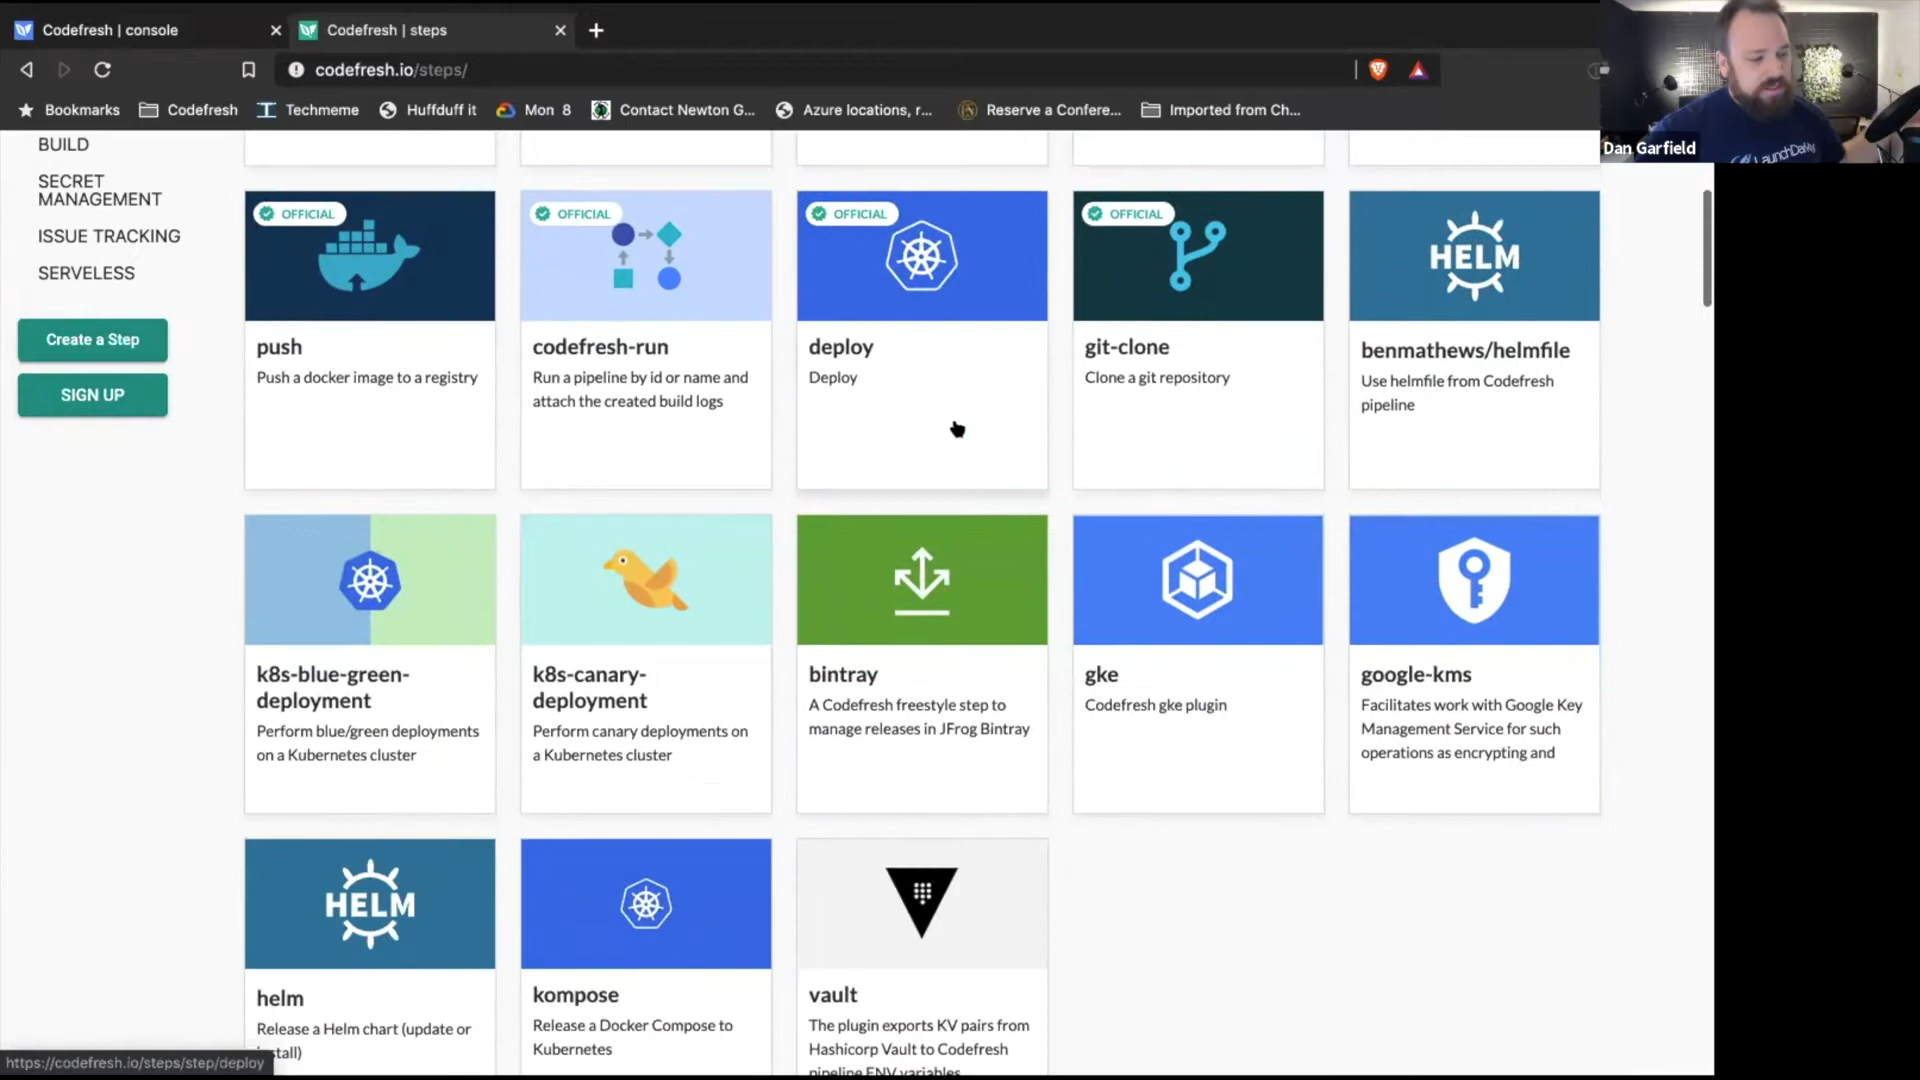 Codefresh | console
Codefresh | steps
codefresh.io/steps/
Bookmarks
Codefresh
Techmeme
Huffduff it
Mon 8
Contact Newton G...
Azure locations, r...
Reserve a Confere...
Imported from Ch...
Dan Garfield
LaunchDarkly
BUILD
SECRET
MANAGEMENT
ISSUE TRACKING
SERVELESS
Create a Step
SIGN UP
OFFICIAL
push
Push a docker image to a registry
OFFICIAL
codefresh-run
Run a pipeline by id or name and
attach the created build logs
OFFICIAL
deploy
Deploy
OFFICIAL
git-clone
Clone a git repository
HELM
benmathews/helmfile
Use helmfile from Codefresh
pipeline
k8s-blue-green-
deployment
Perform blue/green deployments
on a Kubernetes cluster
k8s-canary-
deployment
Perform canary deployments on
a Kubernetes cluster
bintray
A Codefresh freestyle step to
manage releases in JFrog Bintray
gke
Codefresh gke plugin
google-kms
Facilitates work with Google Key
Management Service for such
operations as encrypting and
HELM
helm
Release a Helm chart (update or
stall)
kompose
Release a Docker Compose to
Kubernetes
vault
The plugin exports KV pairs from
Hashicorp Vault to Codefresh
pipeline ENV variables
https://codefresh.io/steps/step/deploy